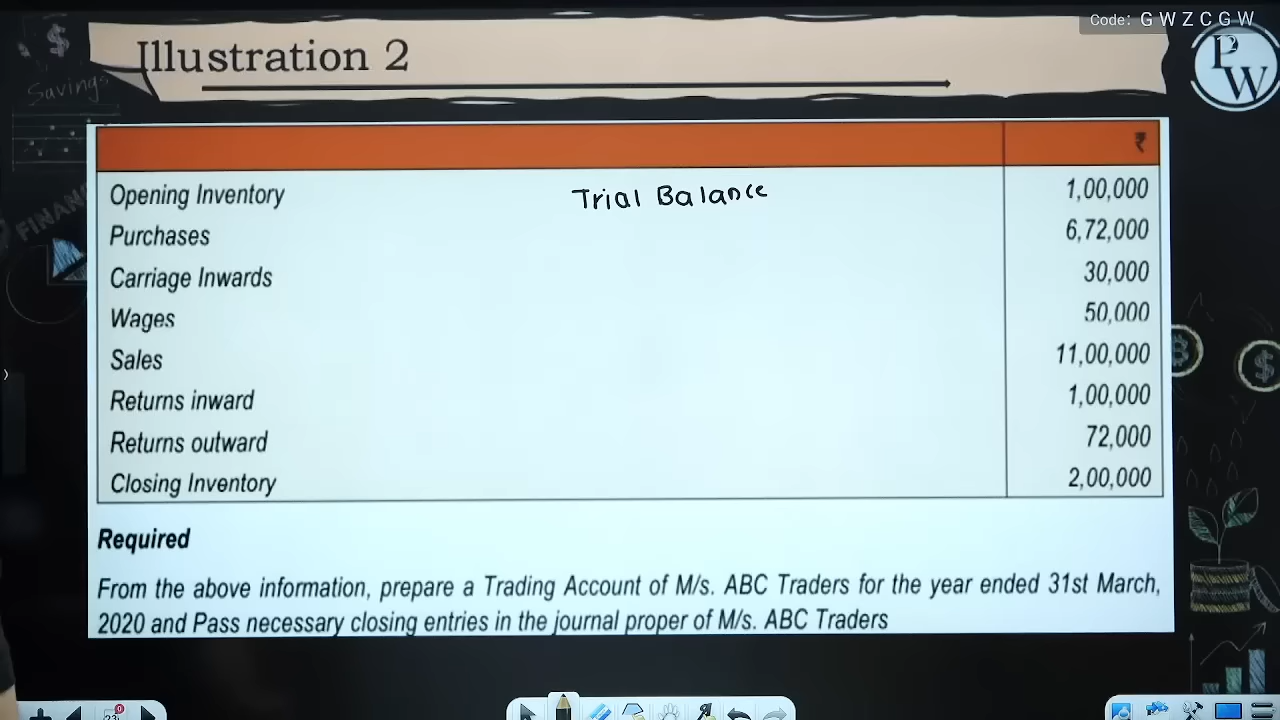 Code: G W Z C G W
Illustration 2
PW
$
Savings
FINAN
₹
Opening Inventory 1,00,000
Trial Balance
Purchases 6,72,000
Carriage Inwards 30,000
Wages 50,000
Sales 11,00,000
Returns inward 1,00,000
Returns outward 72,000
Closing Inventory 2,00,000
Required
From the above information, prepare a Trading Account of M/s. ABC Traders for the year ended 31st March,
2020 and Pass necessary closing entries in the journal proper of M/s. ABC Traders